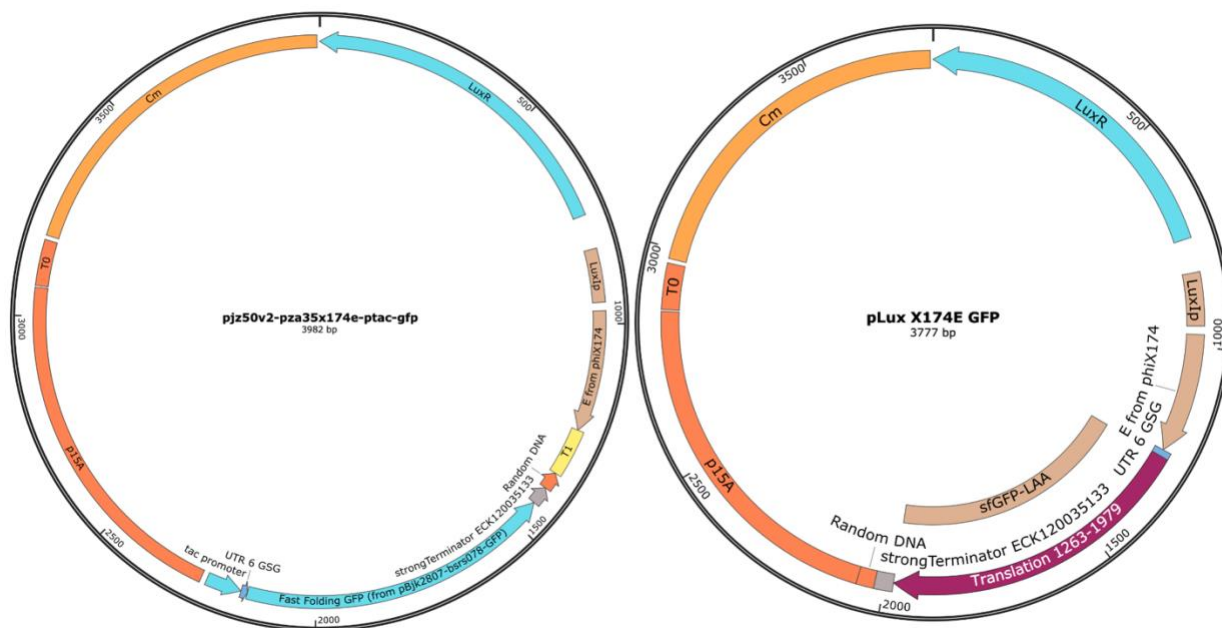 Cm
LuxR
500
3500
T0
LuxIp
1000
pjz50v2-pza35x174e-ptac-gfp
3982 bp
3000
E from phiX174
T1
Random DNA
p15A
strongTerminator ECK120035133
1500
2500
UTR 6 GSG
tac promoter
Fast Folding GFP (from pBjk2807-bsrs078-GFP)
2000
3500
Cm
LuxR
500
3000
T0
LuxIp
pLux X174E GFP
3777 bp
1000
E from phiX174
UTR 6 GSG
p15A
2500
sfGFP-LAA
strongTerminator ECK120035133
Random DNA
1500
Translation 1263-1979
2000